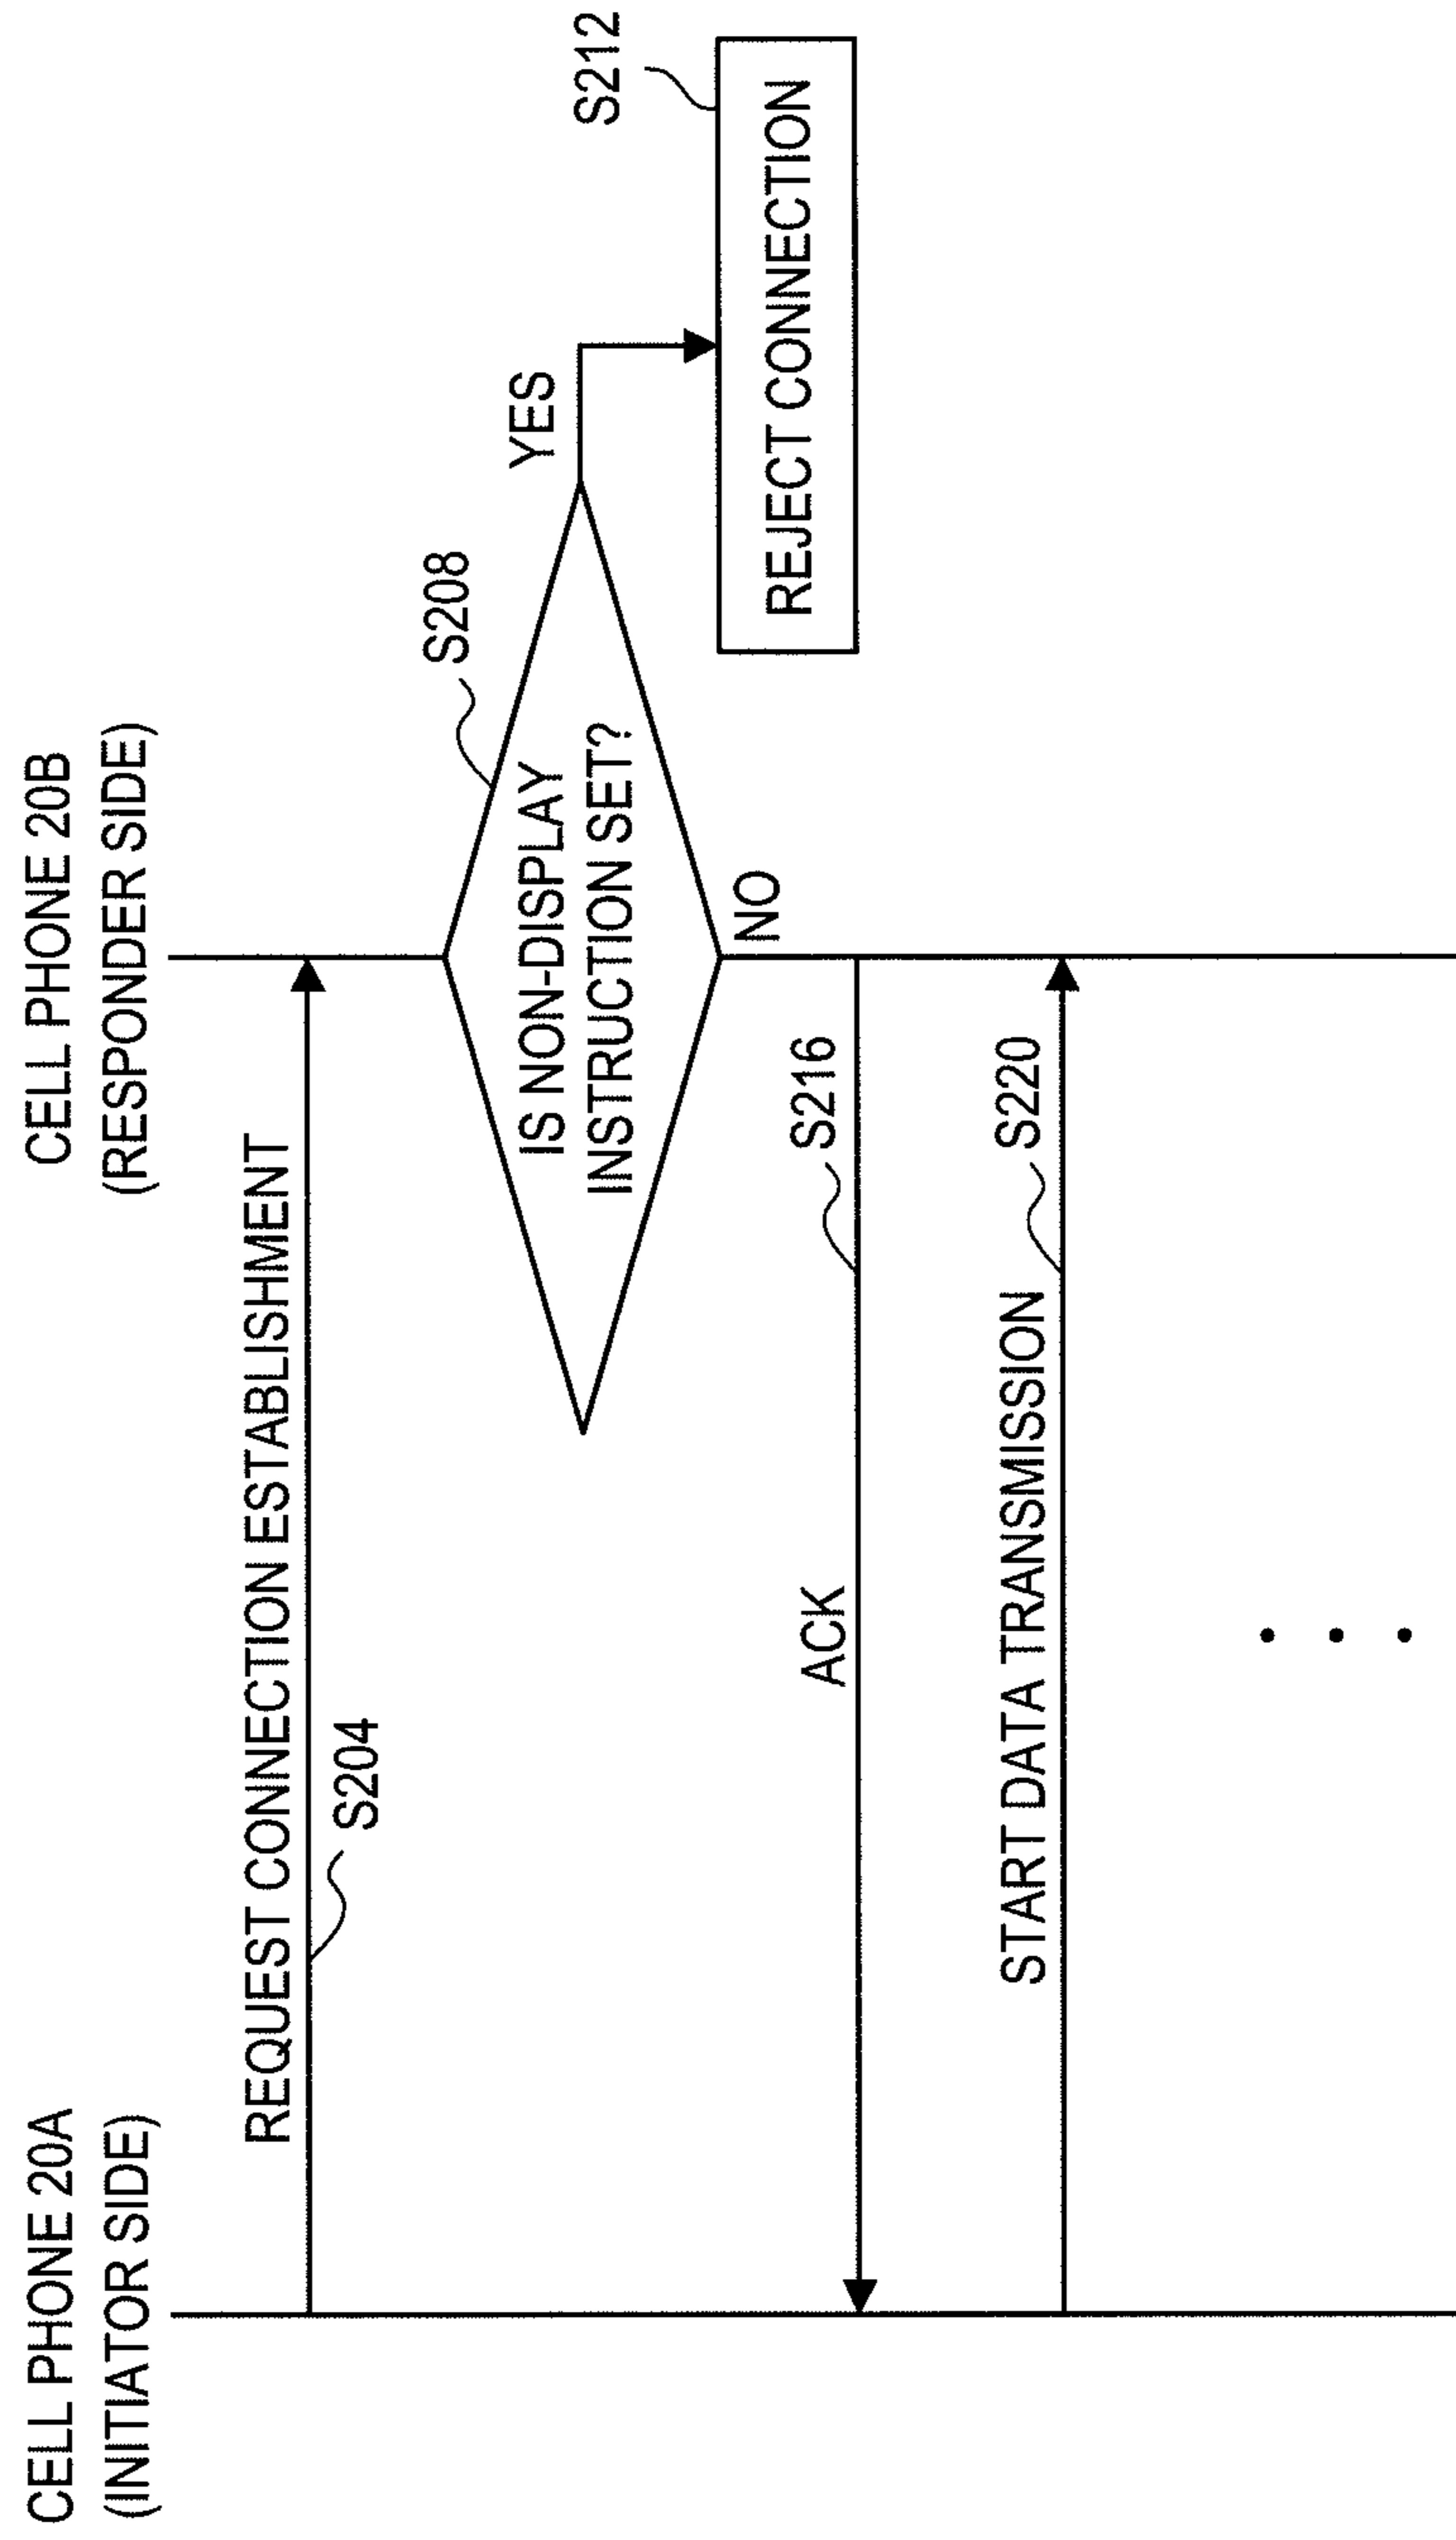 CELL PHONE 20A
(INITIATOR SIDE)
CELL PHONE 20B
(RESPONDER SIDE)
REQUEST CONNECTION ESTABLISHMENT
S204
S208
IS NON-DISPLAY
INSTRUCTION SET?
YES
S212
REJECT CONNECTION
NO
ACK
S216
START DATA TRANSMISSION
S220